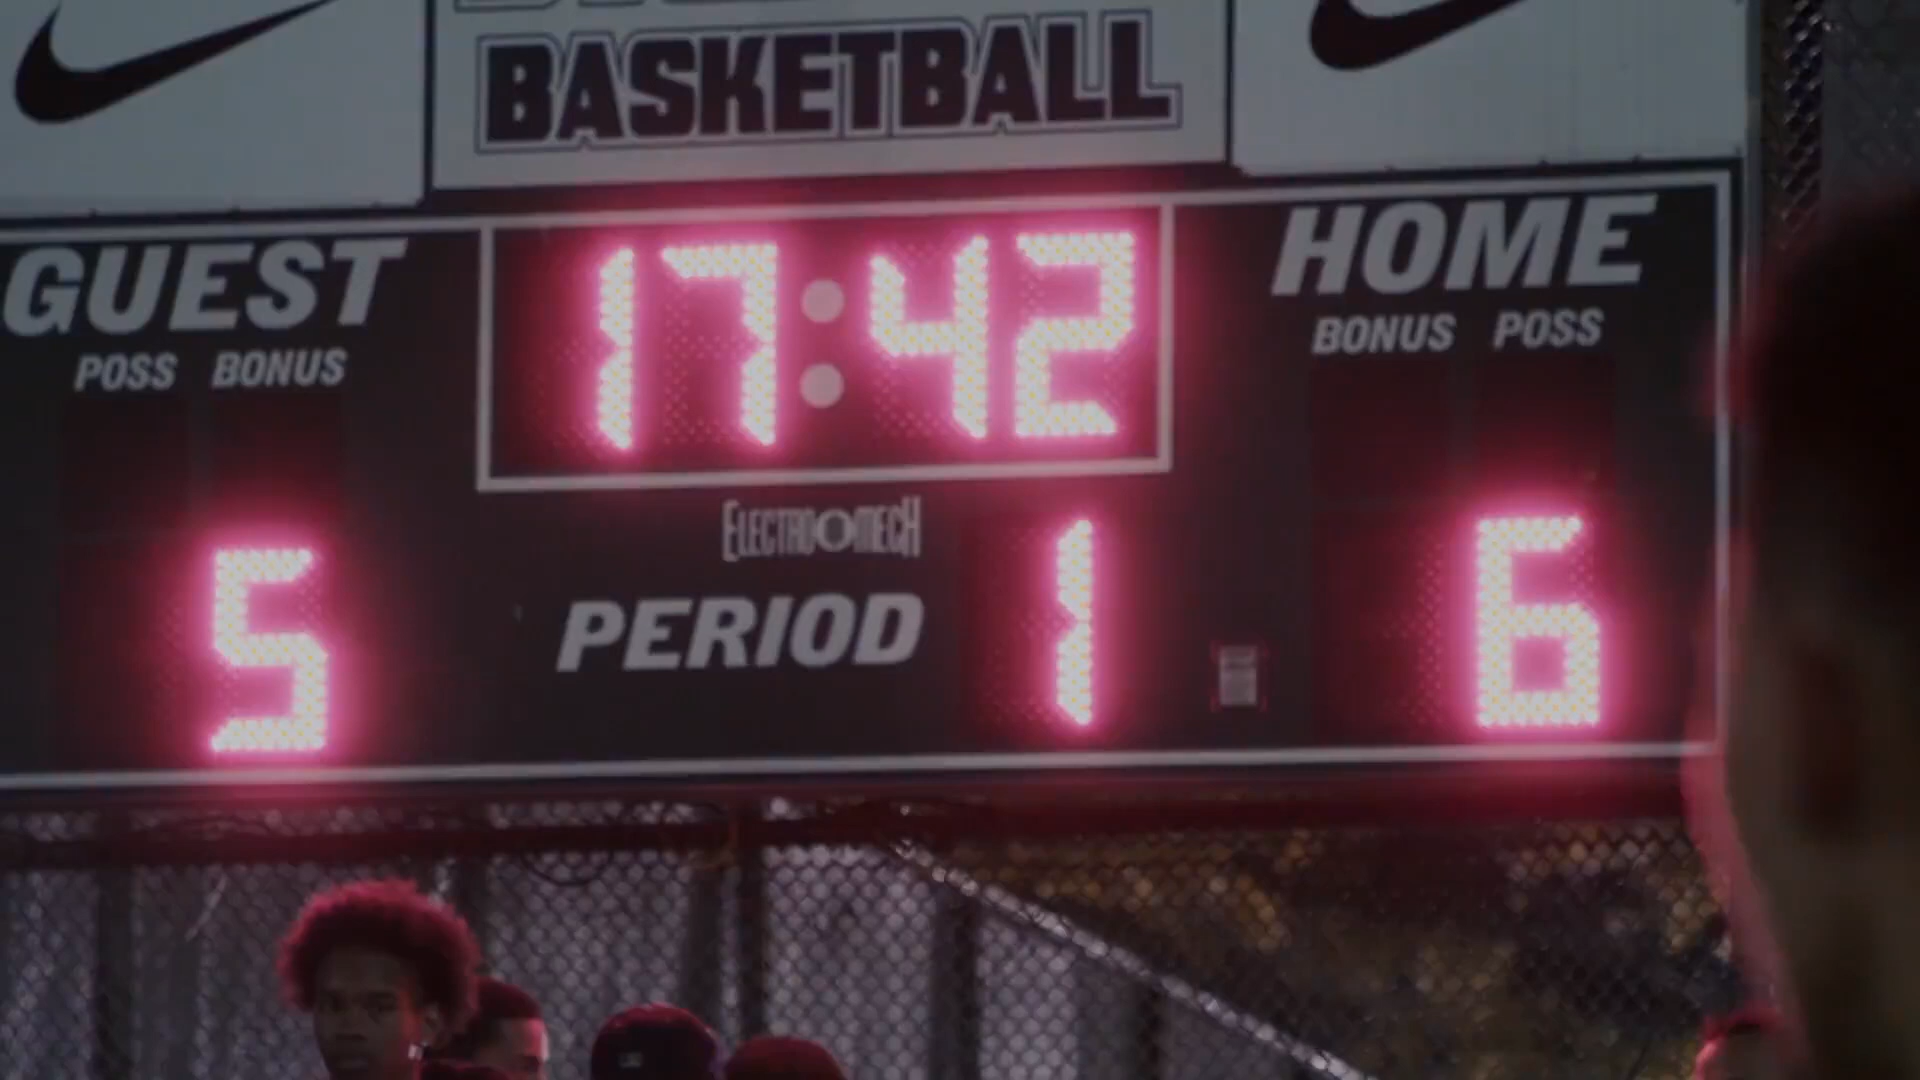 BASKETBALL
GUEST
17:42
HOME
POSS BONUS
BONUS POSS
ELECTRO MECH
5
PERIOD 1
6